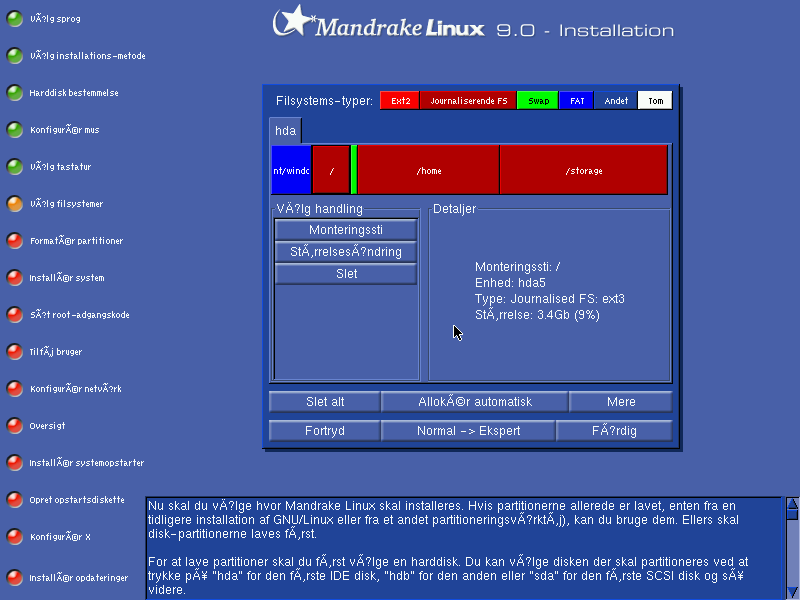 MandrakeLinux 9.0 - Installation
VÃ?lg sprog
VÃ?lg installations-metode
Harddisk bestemmelse
KonfigurÃ©r mus
VÃ?lg tastatur
VÃ?lg filsystemer
FormatÃ©r partitioner
InstallÃ©r system
SÃ?t root-adgangskode
TilfÃ¸j bruger
KonfigurÃ©r netvÃ?rk
Oversigt
InstallÃ©r systemopstarter
Opret opstartsdiskette
KonfigurÃ©r X
InstallÃ©r opdateringer
Filsystems-typer: Ext2 Journaliserende FS Swap FAT Andet Tom
hda
nt/windo / /home /storage
VÃ?lg handling
Monteringssti
StÃ¸rrelsesÃ?ndring
Slet
Detaljer
Monteringssti: /
Enhed: hda5
Type: Journalised FS: ext3
StÃ¸rrelse: 3.4Gb (9%)
Slet alt AllokÃ©r automatisk Mere
Fortryd Normal -> Ekspert FÃ?rdig
Nu skal du vÃ?lge hvor Mandrake Linux skal installeres. Hvis partitionerne allerede er lavet, enten fra en
tidligere installation af GNU/Linux eller fra et andet partitioneringsvÃ?rktÃ¸j), kan du bruge dem. Ellers skal
disk-partitionerne laves fÃ¸rst.
For at lave partitioner skal du fÃ¸rst vÃ?lge en harddisk. Du kan vÃ?lge disken der skal partitioneres ved at
trykke pÃ¥ "hda" for den fÃ¸rste IDE disk, "hdb" for den anden eller "sda" for den fÃ¸rste SCSI disk og sÃ¥
videre.